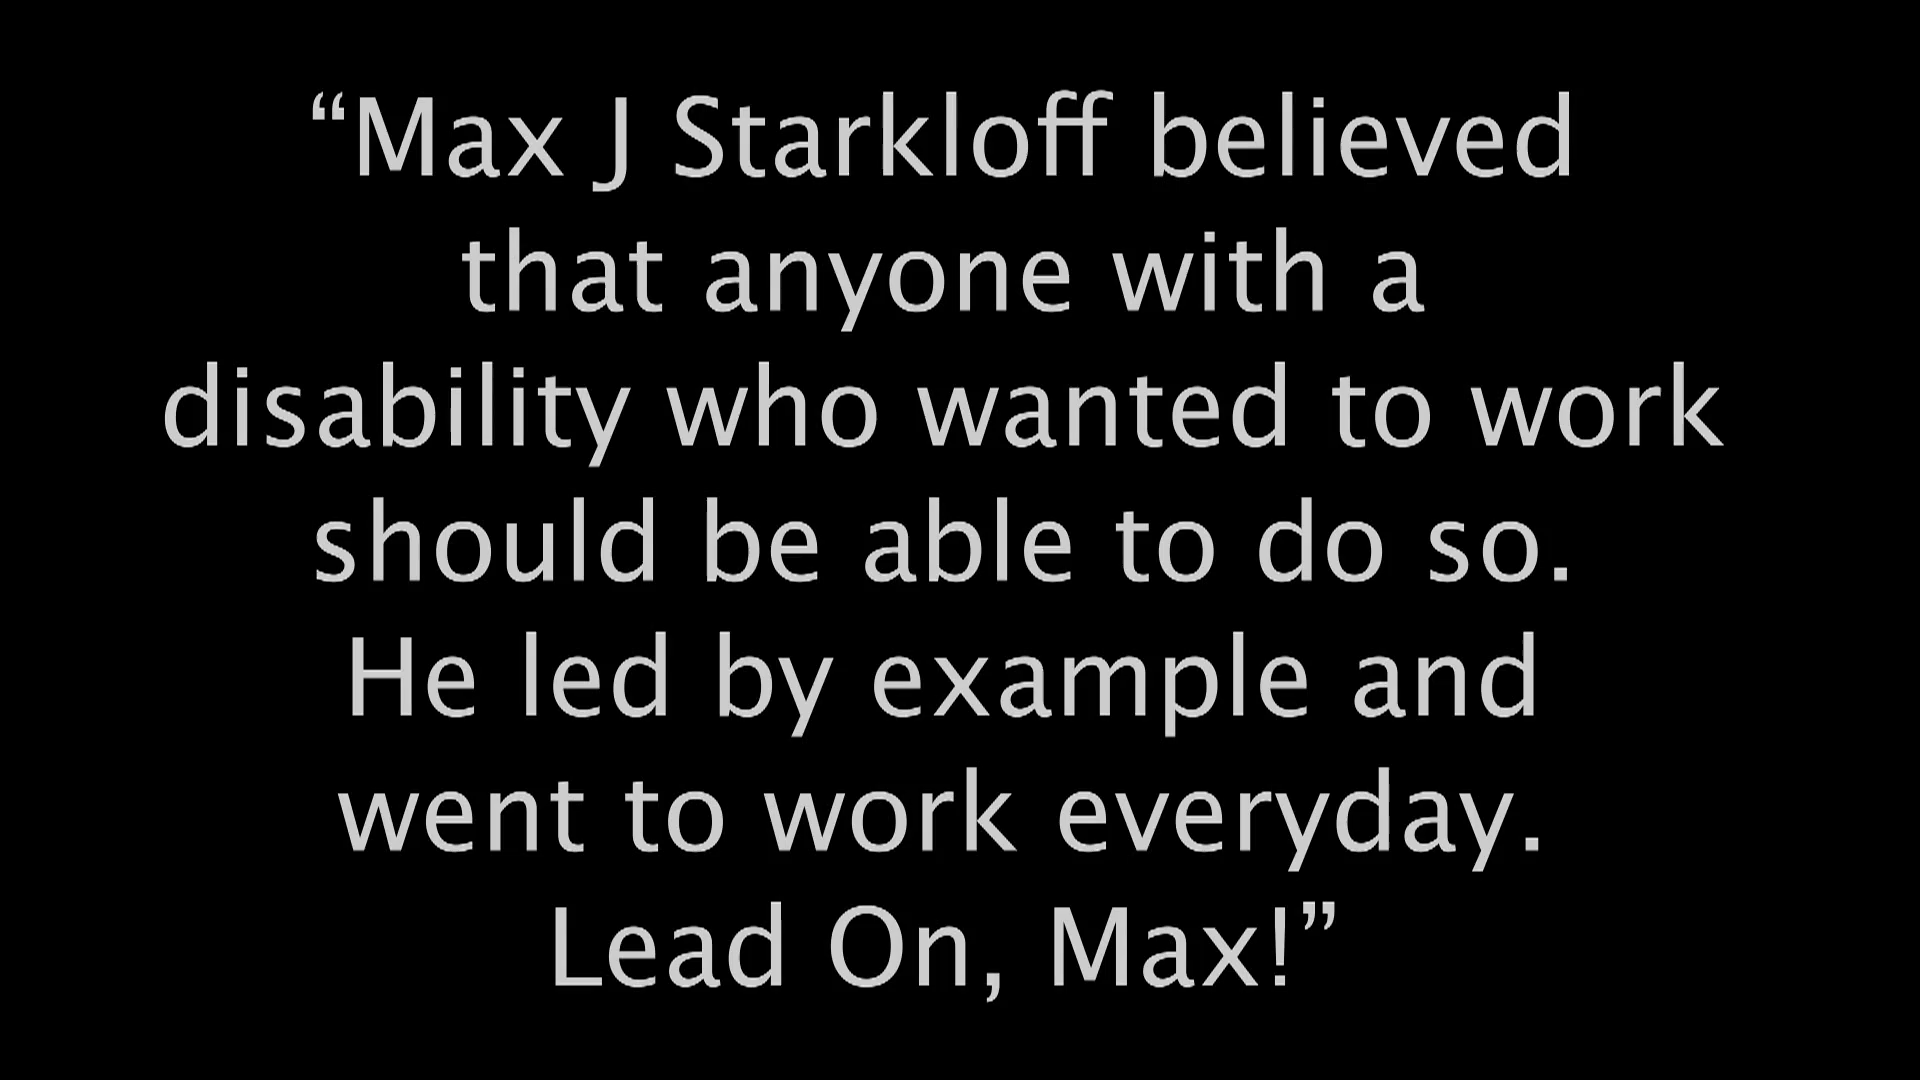 “Max J Starkloff believed
that anyone with a
disability who wanted to work
should be able to do so.
He led by example and
went to work everyday.
Lead On, Max!”